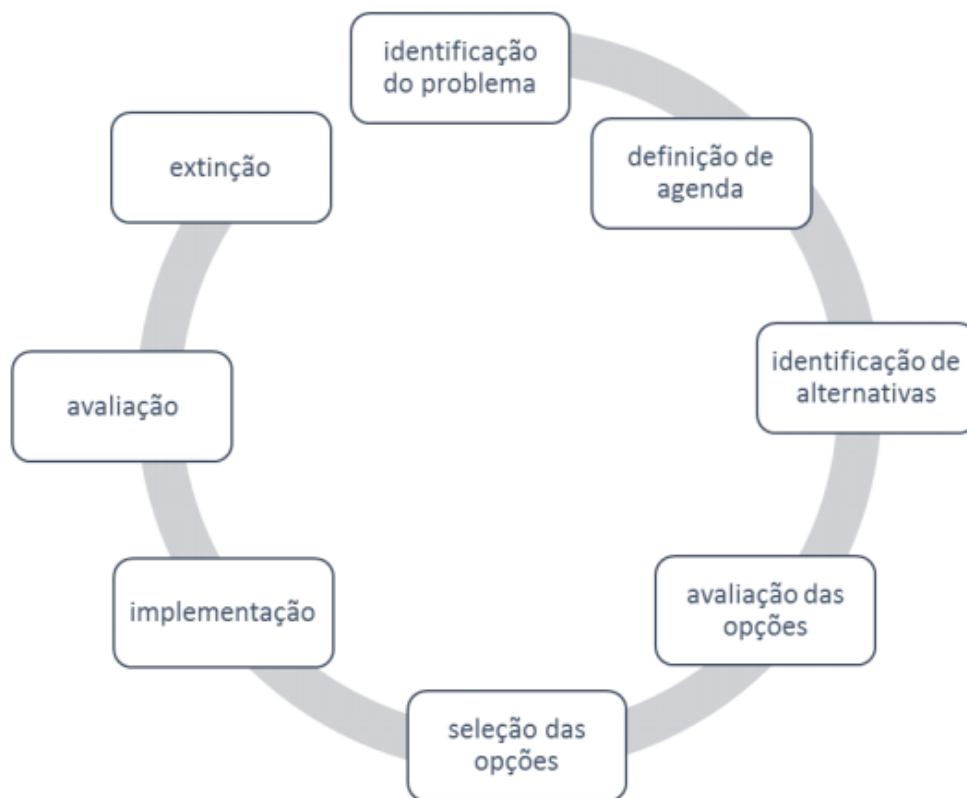 identificação
do problema
definição de
agenda
identificação de
alternativas
avaliação das
opções
seleção das
opções
implementação
avaliação
extinção